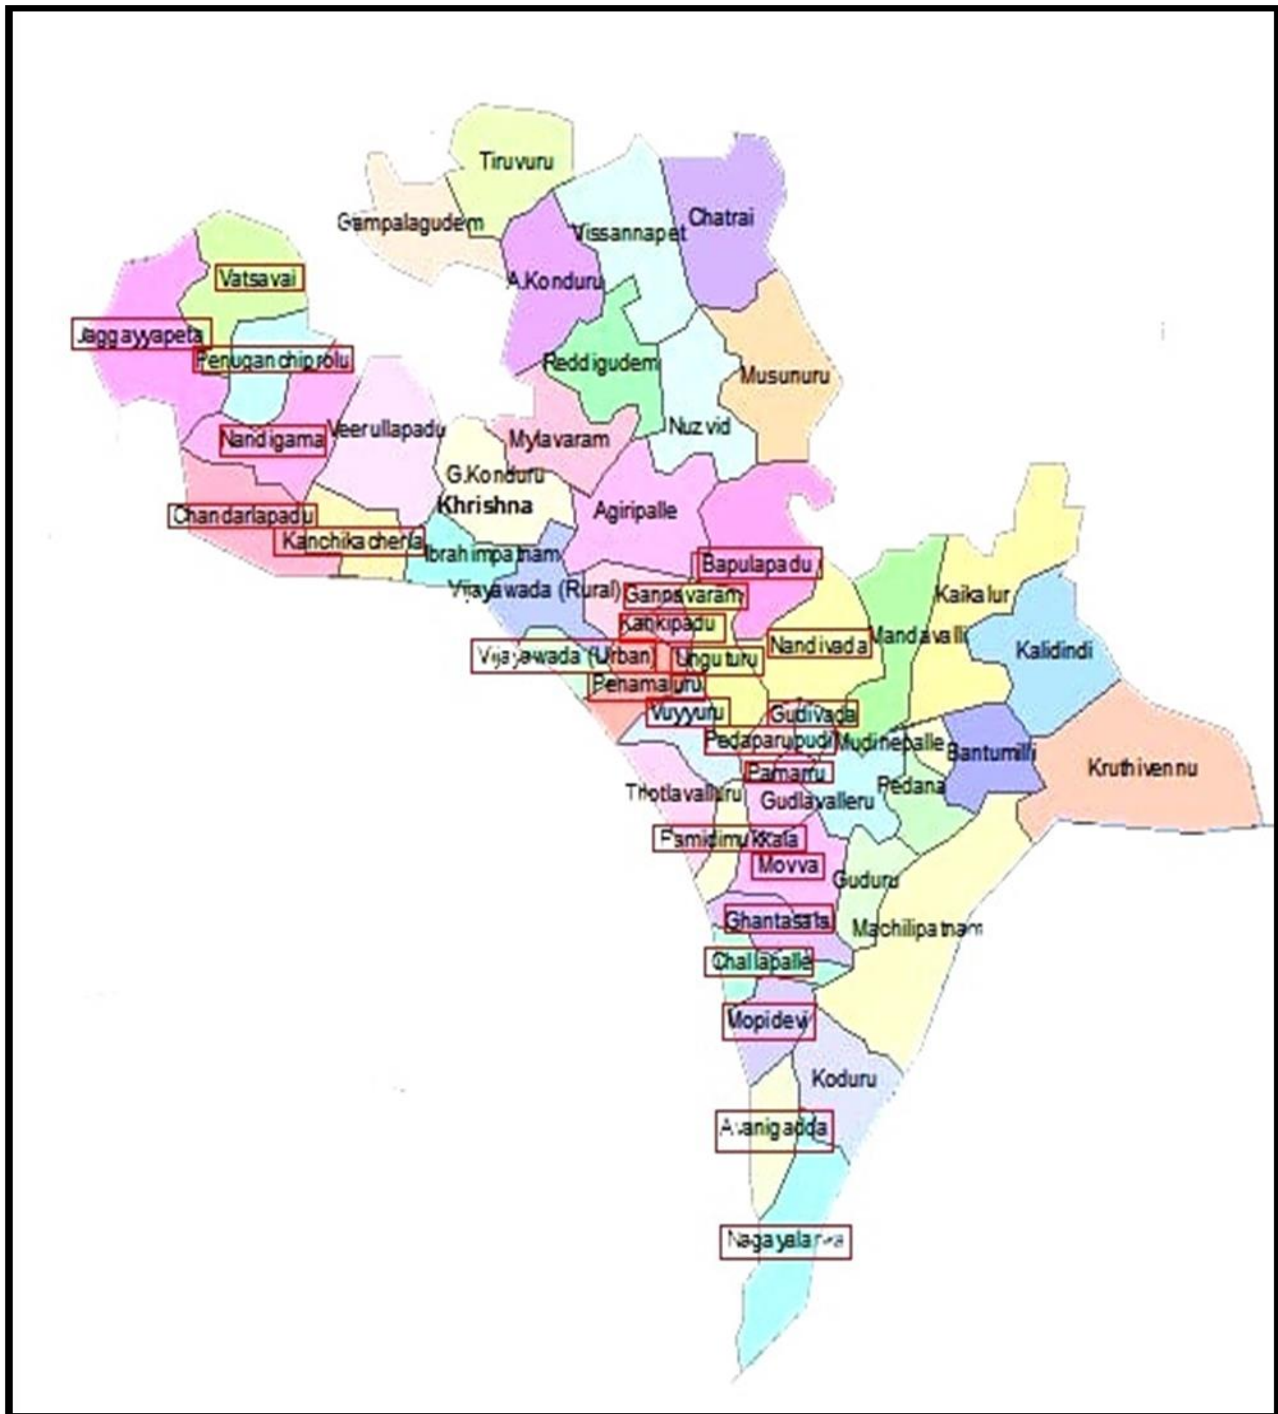 Tiruvuru
Chatrai
Gampalagudem
Vissannapet
Vatsavai
A.Konduru
Jaggayyapeta
Penuganchiprolu
Reddigudem
Musunuru
Nuzvid
Veerullapadu
Nandigama
Mylavaram
G.Konduru
Khrishna
Agiripalle
Chandarlapadu
Kanchikacherla
Ibrahimpatnam
Bapulapadu
Vijayawada (Rural)
Kaikalur
Kankipadu
Mandavalli
Nandivada
Kalidindi
Vijayawada (Urban)
Unguturu
Penamaluru
Vuyyuru
Gudivada
Pedaparupudi
Mudinepalle
Bantumilli
Kruthivennu
Pamarru
Pedana
Thotlavalluru
Gudlavalleru
Pamidimukkala
Movva
Guduru
Ghantasala
Machilipatnam
Challapalle
Mopidevi
Koduru
Avanigadda